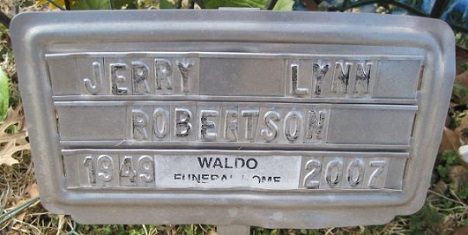 JERRY LYNN
ROBERTSON
1949 WALDO 2007
FUNERAL HOME